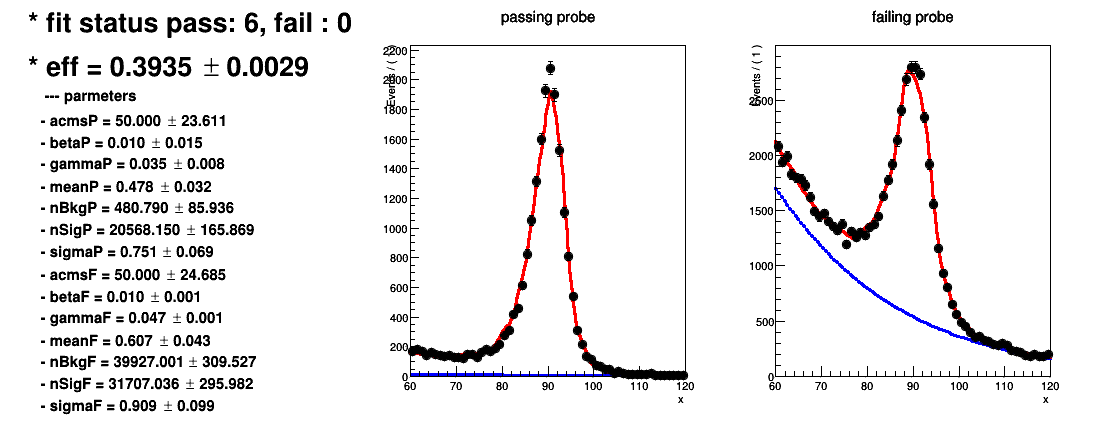 * fit status pass: 6, fail : 0
* eff = 0.3935 ± 0.0029
--- parmeters
- acmsP = 50.000 ± 23.611
- betaP = 0.010 ± 0.015
- gammaP = 0.035 ± 0.008
- meanP = 0.478 ± 0.032
- nBkgP = 480.790 ± 85.936
- nSigP = 20568.150 ± 165.869
- sigmaP = 0.751 ± 0.069
- acmsF = 50.000 ± 24.685
- betaF = 0.010 ± 0.001
- gammaF = 0.047 ± 0.001
- meanF = 0.607 ± 0.043
- nBkgF = 39927.001 ± 309.527
- nSigF = 31707.036 ± 295.982
- sigmaF = 0.909 ± 0.099
passing probe
Events / ( 1 )
2200
2000
1800
1600
1400
1200
1000
800
600
400
200
0
60 70 80 90 100 110 120
x
failing probe
Events / ( 1 )
2500
2000
1500
1000
500
0
60 70 80 90 100 110 120
x